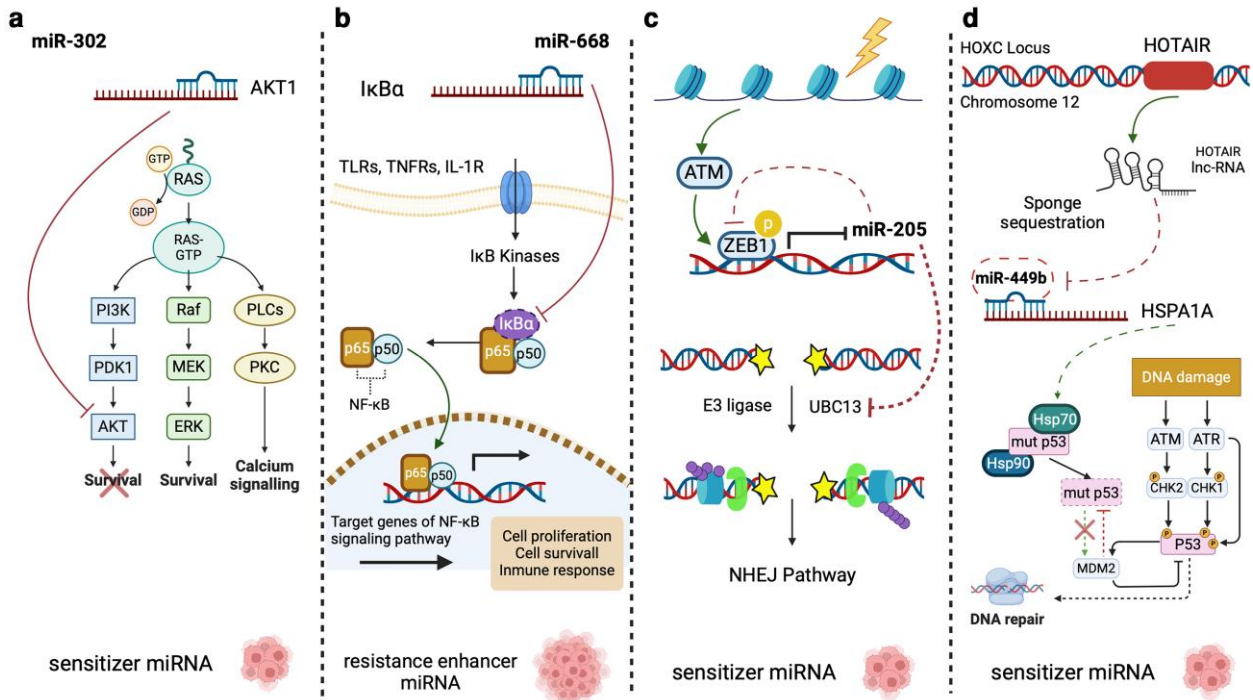 a
miR-302
AKT1
GTP
RAS
GDP
RAS-
GTP
PI3K
Raf
PLCs
PDK1
MEK
PKC
AKT
ERK
Survival
Survival
Calcium
signalling
sensitizer miRNA
b
miR-668
IκBα
TLRs, TNFRs, IL-1R
IκB Kinases
IκBα
p65
p50
p65
p50
NF-κB
p65
p50
Target genes of NF-κB
signaling pathway
Cell proliferation
Cell survivall
Inmune response
resistance enhancer
miRNA
c
ATM
p
ZEB1
miR-205
E3 ligase
UBC13
NHEJ Pathway
sensitizer miRNA
d
HOXC Locus
HOTAIR
Chromosome 12
HOTAIR
lnc-RNA
Sponge
sequestration
miR-449b
HSPA1A
DNA damage
Hsp70
mut p53
Hsp90
ATM
ATR
mut p53
P
P
CHK2
CHK1
P
P
P53
P
MDM2
DNA repair
sensitizer miRNA